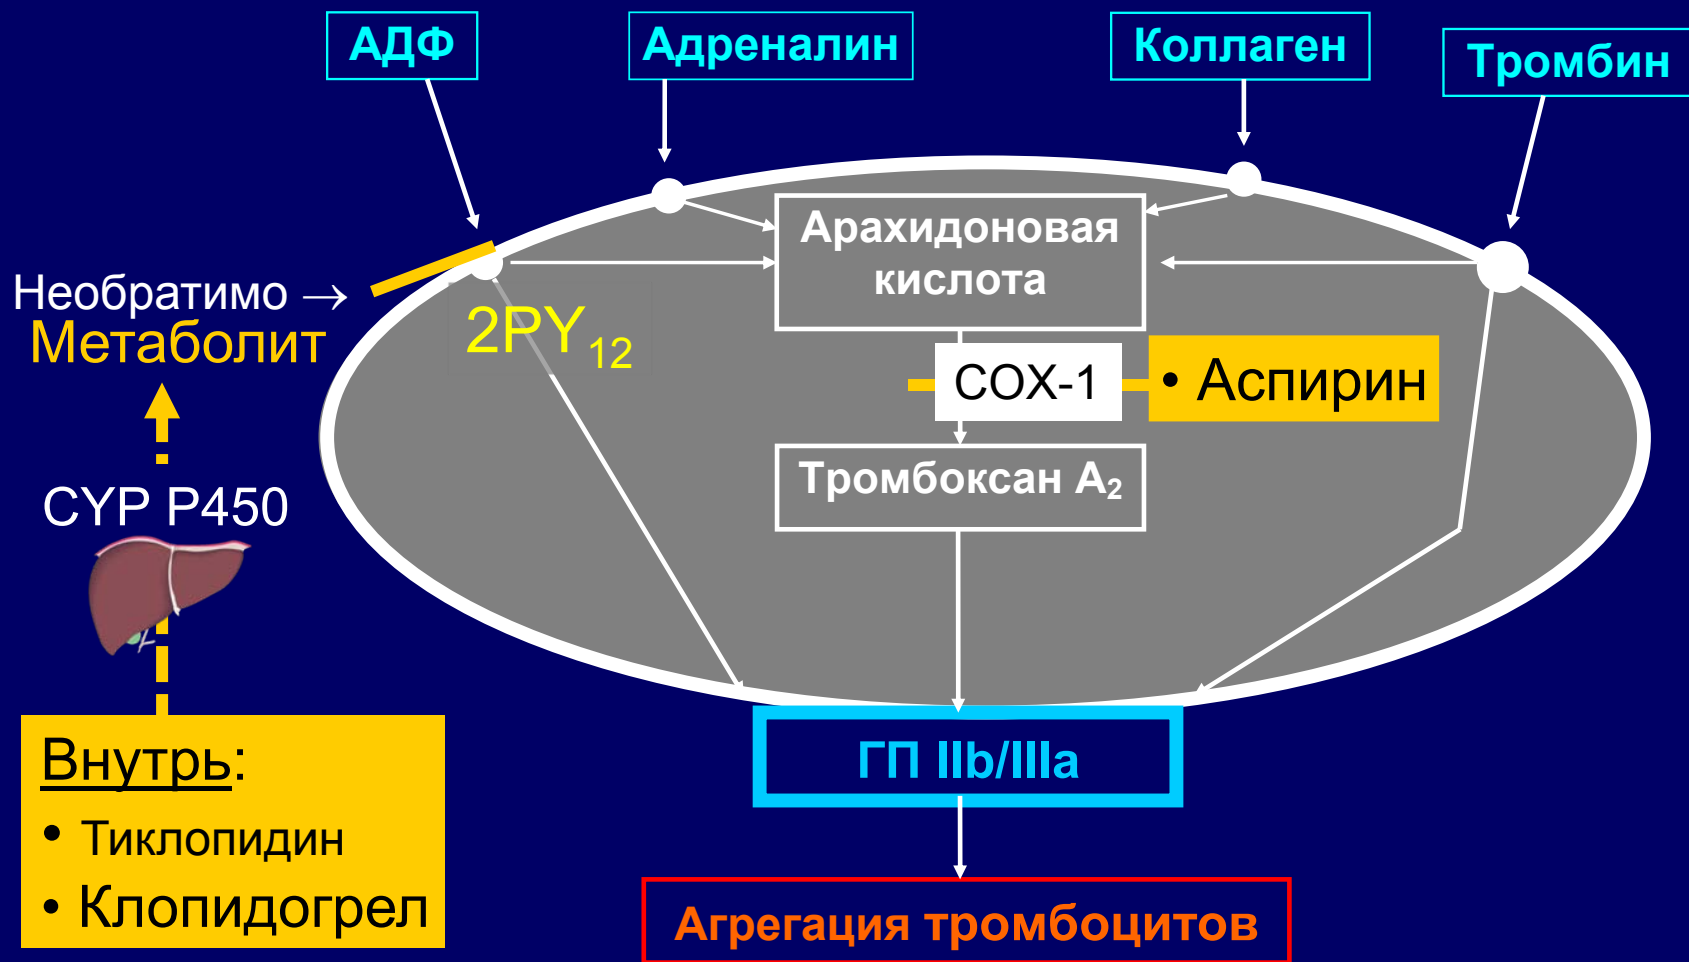 АДФ
Адреналин
Коллаген
Тромбин
Арахидоновая
кислота
Необратимо →
Метаболит
2PY₁₂
COX-1
• Аспирин
Тромбоксан А₂
CYP P450
ГП IIb/IIIa
Внутрь:
• Тиклопидин
• Клопидогрел
Агрегация тромбоцитов